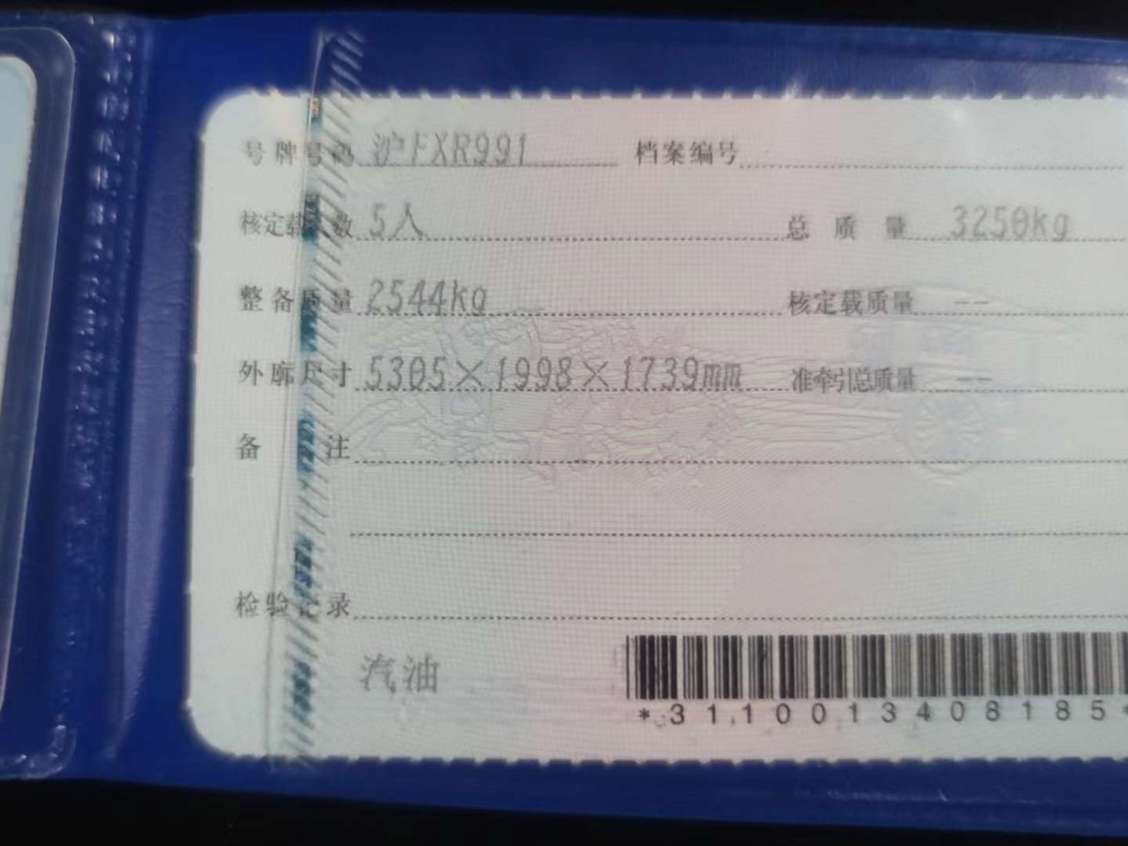 号牌号码 沪FXR991 档案编号
核定载人数 5人 总质量 3250kg
整备质量 2544kg 核定载质量 --
外廓尺寸 5305×1998×1739mm 准牵引总质量 --
备注
检验记录
汽油
*3110013408185*